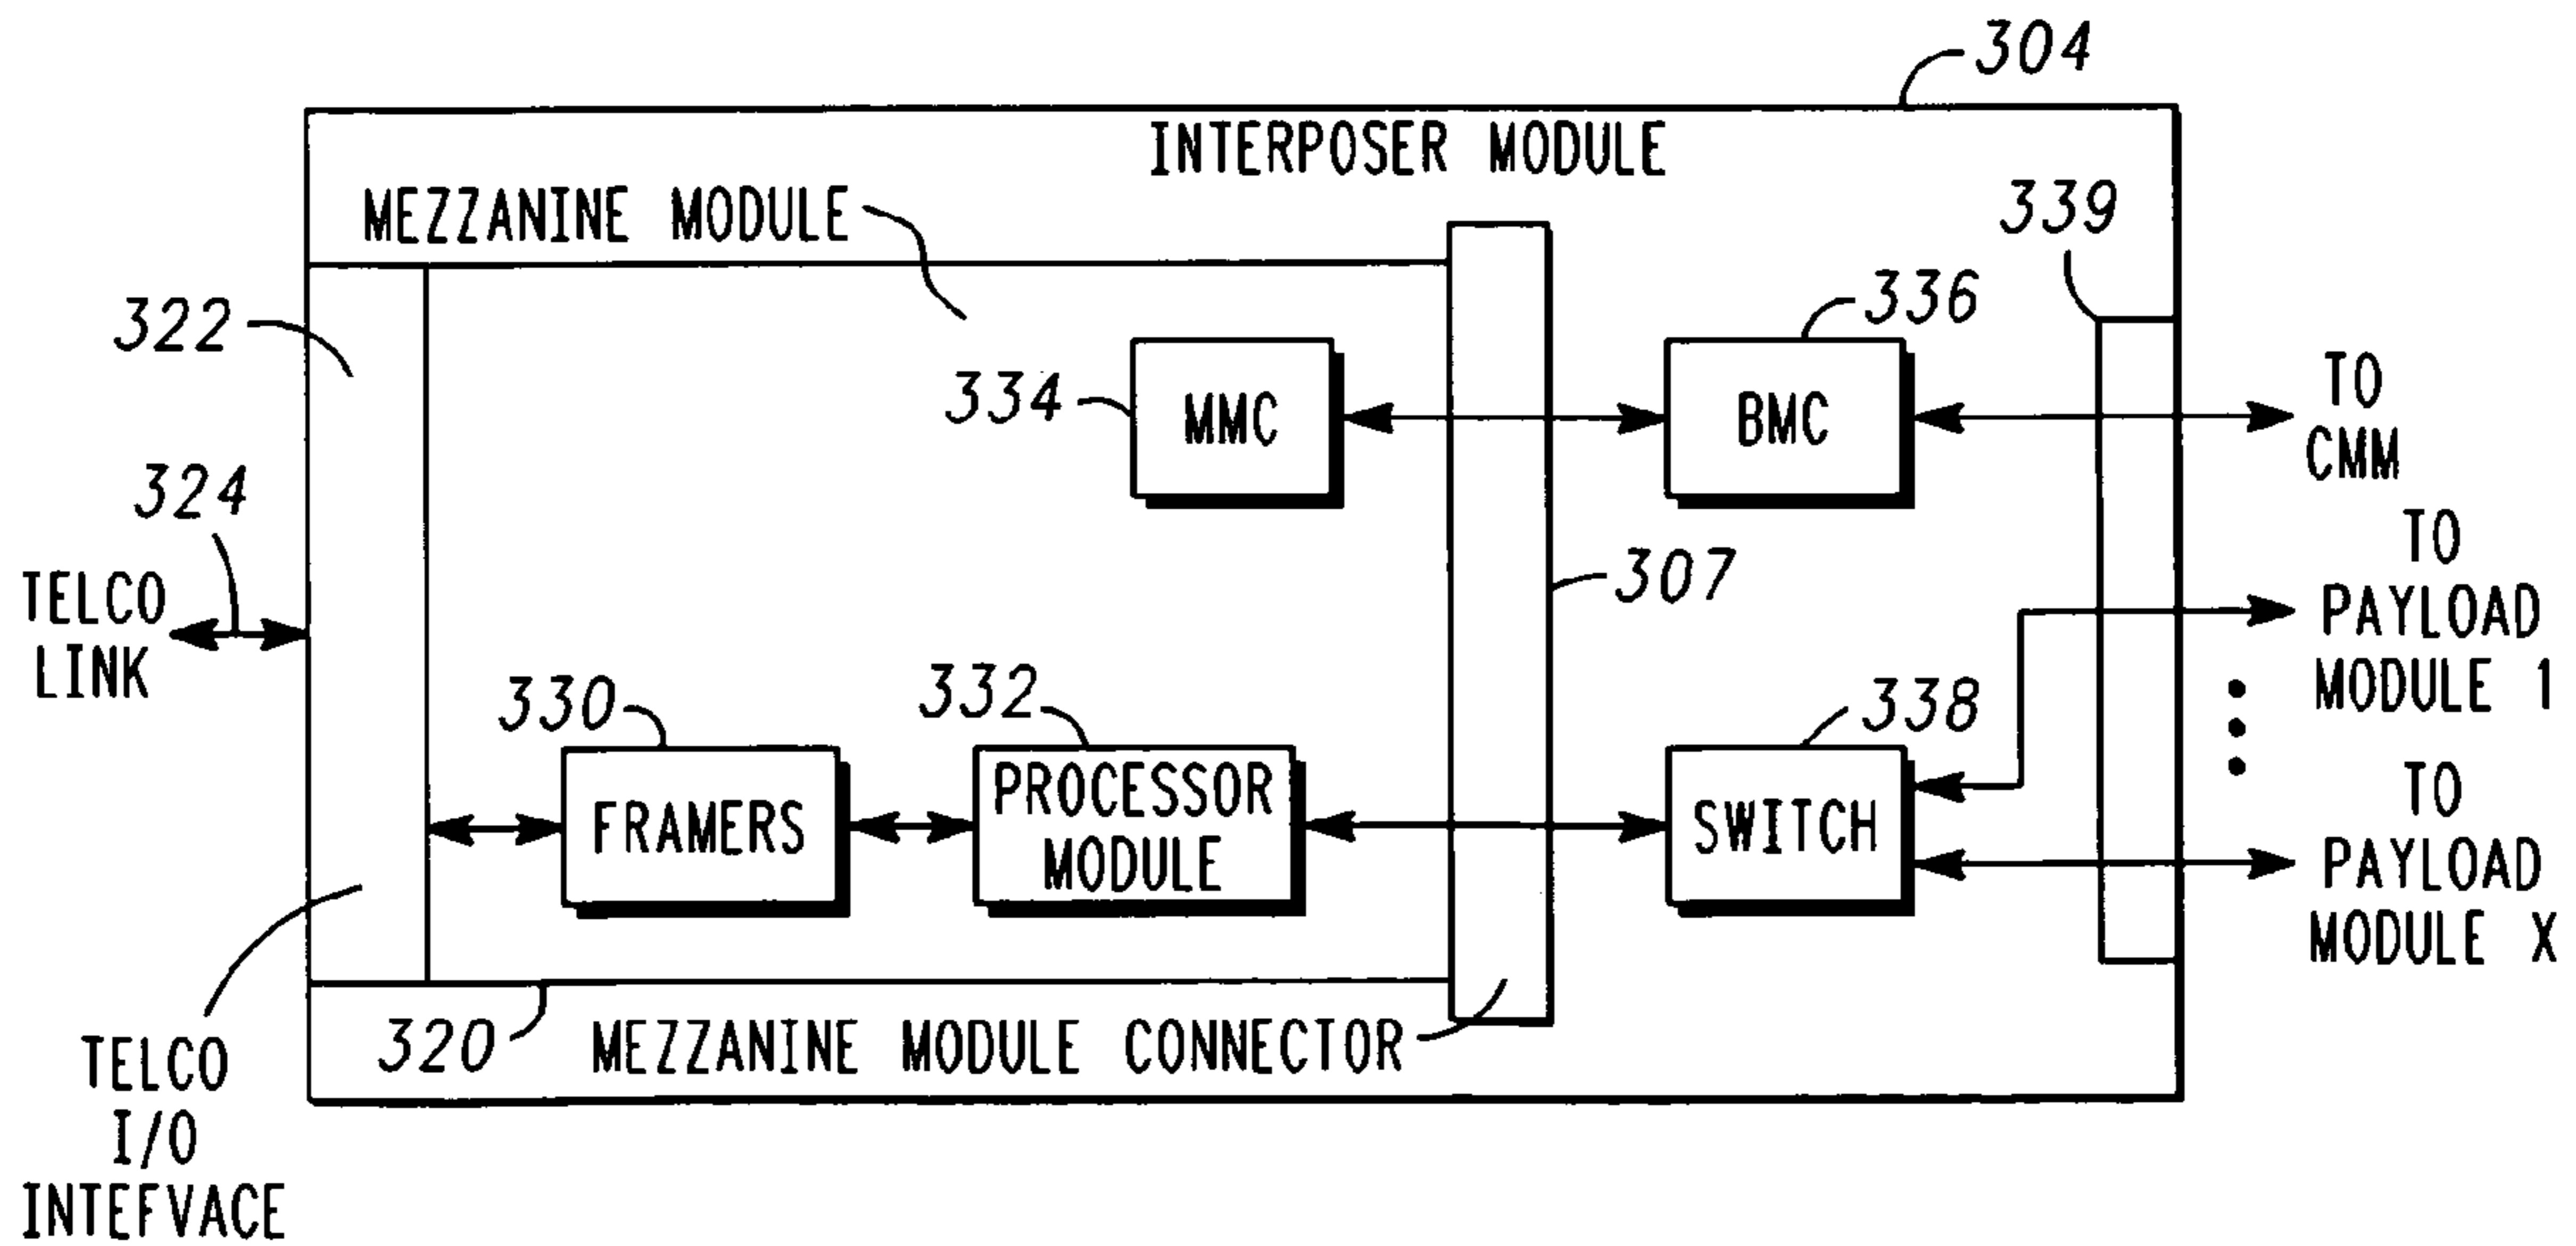 304
INTERPOSER MODULE
MEZZANINE MODULE
339
322
336
334
MMC
BMC
TO
CMM
324
TELCO
LINK
307
TO
PAYLOAD
MODULE 1
330
332
338
FRAMERS
PROCESSOR
MODULE
SWITCH
TO
PAYLOAD
MODULE X
320
MEZZANINE MODULE CONNECTOR
TELCO
I/O
INTEFVACE